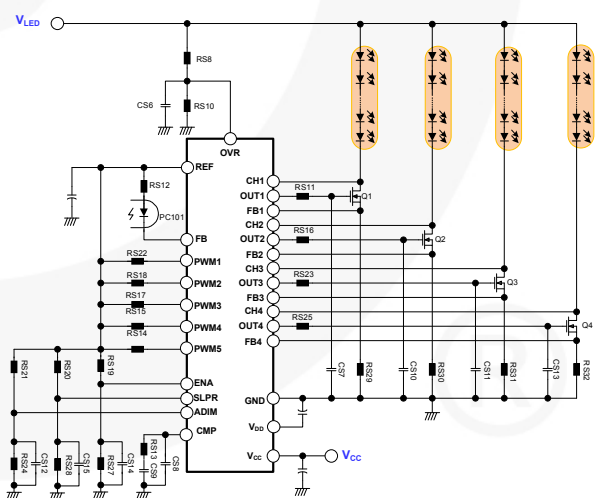 VLED
RS8
CS6
RS10
OVR
REF
RS12
PC101
FB
RS22
PWM1
RS18
PWM2
RS17
PWM3
RS15
PWM4
RS14
PWM5
RS21
RS20
RS19
ENA
SLPR
ADIM
CMP
RS24
CS12
RS28
CS15
RS27
CS14
RS13
CS9
CS8
CH1
RS11
OUT1
Q1
FB1
CH2
RS16
OUT2
Q2
FB2
CH3
RS23
OUT3
Q3
FB3
CH4
RS25
OUT4
Q4
FB4
CS7
RS29
CS10
RS30
CS11
RS31
CS13
RS32
GND
VDD
VCC
VCC
®